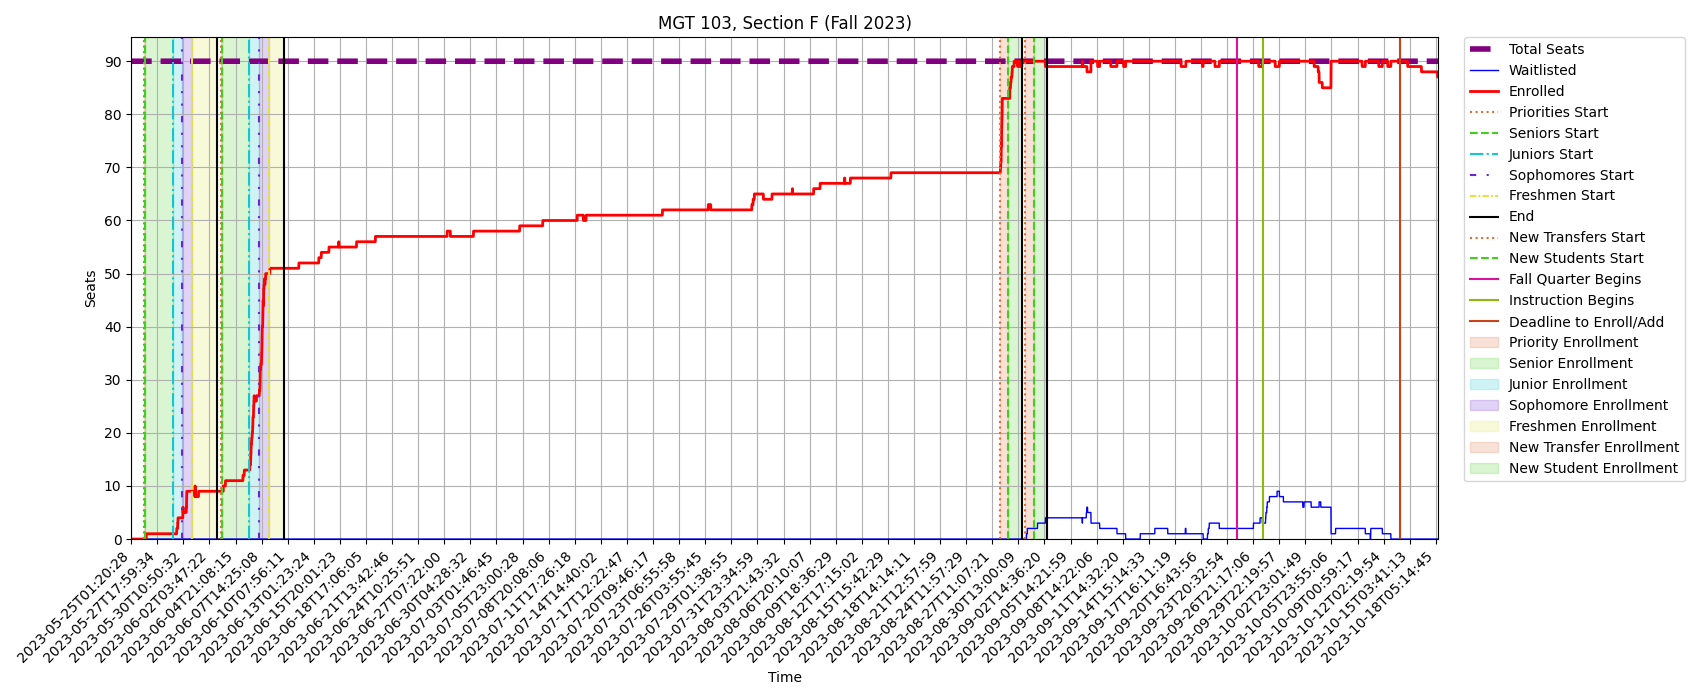 MGT 103, Section F (Fall 2023)
Seats
90
80
70
60
50
40
30
20
10
0
2023-05-25T01:20:28
2023-05-27T17:59:34
2023-05-30T10:50:32
2023-06-02T03:47:22
2023-06-04T21:08:15
2023-06-07T14:25:08
2023-06-10T07:56:11
2023-06-13T01:23:24
2023-06-15T20:01:23
2023-06-18T17:06:05
2023-06-21T13:42:46
2023-06-24T10:25:51
2023-06-27T07:22:00
2023-06-30T04:28:32
2023-07-03T01:46:45
2023-07-05T23:00:28
2023-07-08T20:08:06
2023-07-11T17:26:18
2023-07-14T14:40:02
2023-07-17T12:22:47
2023-07-20T09:46:17
2023-07-23T06:55:58
2023-07-26T03:55:45
2023-07-29T01:38:55
2023-07-31T23:34:59
2023-08-03T21:43:32
2023-08-06T20:10:07
2023-08-09T18:36:29
2023-08-12T17:15:02
2023-08-15T15:42:29
2023-08-18T14:14:11
2023-08-21T12:57:59
2023-08-24T11:57:29
2023-08-27T11:07:21
2023-08-30T13:00:09
2023-09-02T14:36:20
2023-09-05T14:21:59
2023-09-08T14:22:06
2023-09-11T14:32:20
2023-09-14T15:14:33
2023-09-17T16:11:19
2023-09-20T16:43:56
2023-09-23T20:32:54
2023-09-26T21:17:06
2023-09-29T22:19:57
2023-10-02T23:01:49
2023-10-05T23:55:06
2023-10-09T00:59:17
2023-10-12T02:19:54
2023-10-15T03:41:13
2023-10-18T05:14:45
Time
Total Seats
Waitlisted
Enrolled
Priorities Start
Seniors Start
Juniors Start
Sophomores Start
Freshmen Start
End
New Transfers Start
New Students Start
Fall Quarter Begins
Instruction Begins
Deadline to Enroll/Add
Priority Enrollment
Senior Enrollment
Junior Enrollment
Sophomore Enrollment
Freshmen Enrollment
New Transfer Enrollment
New Student Enrollment